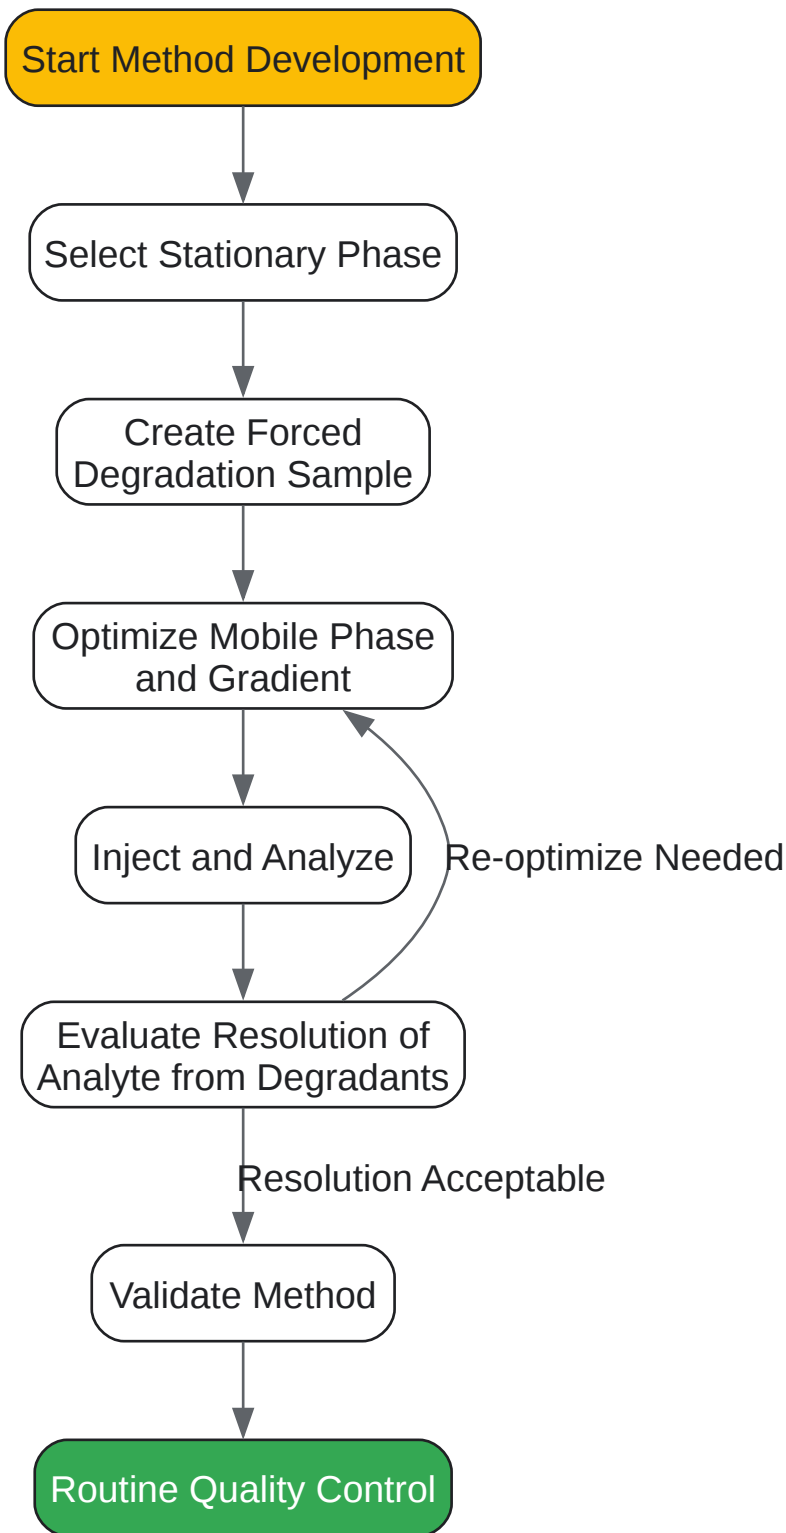 Start Method Development
Select Stationary Phase
Create Forced
Degradation Sample
Optimize Mobile Phase
and Gradient
Inject and Analyze
Re-optimize Needed
Evaluate Resolution of
Analyte from Degradants
Resolution Acceptable
Validate Method
Routine Quality Control